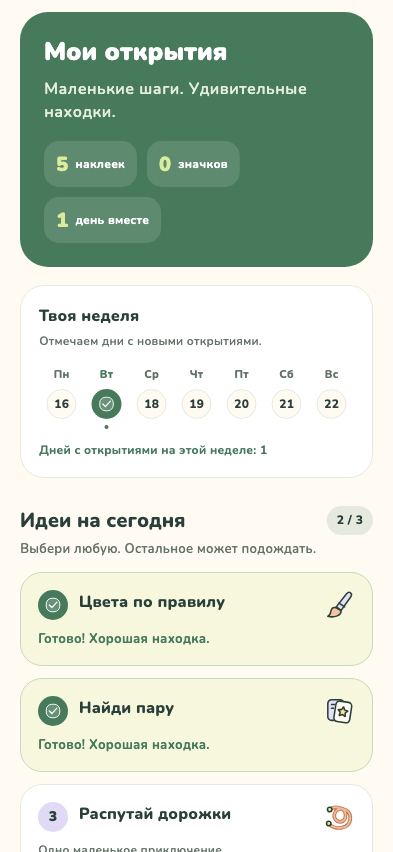 Мои открытия
Маленькие шаги. Удивительные
находки.
5 наклеек 0 значков
1 день вместе
Твоя неделя
Отмечаем дни с новыми открытиями.
Пн Вт Ср Чт Пт Сб Вс
16 18 19 20 21 22
Дней с открытиями на этой неделе: 1
Идеи на сегодня 2 / 3
Выбери любую. Остальное может подождать.
Цвета по правилу
Готово! Хорошая находка.
Найди пару
Готово! Хорошая находка.
3 Распутай дорожки
Одно маленькое приключение